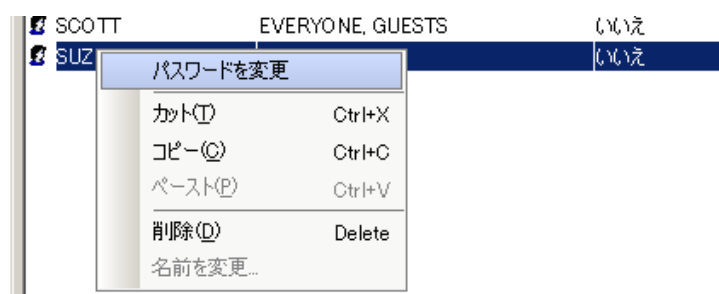 SCOTT EVERYONE, GUESTS いいえ
SUZ いいえ
パスワードを変更
カット(T) Ctrl+X
コピー(C) Ctrl+C
ペースト(P) Ctrl+V
削除(D) Delete
名前を変更...